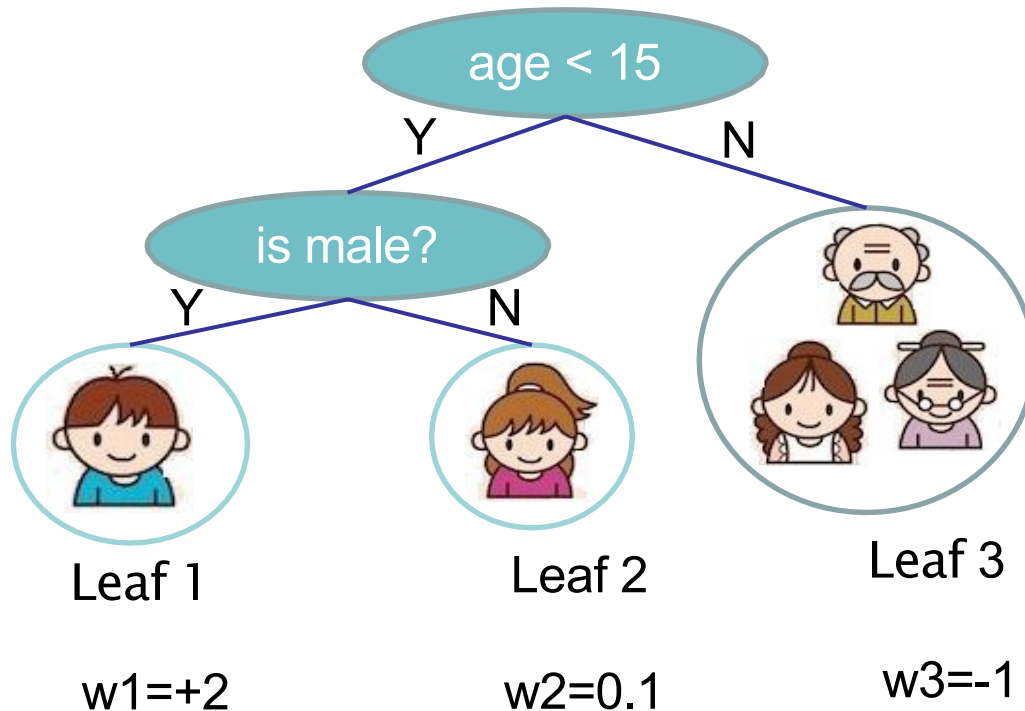 age < 15
Y
N
is male?
Y
N
Leaf 1
Leaf 2
Leaf 3
w1=+2
w2=0.1
w3=-1